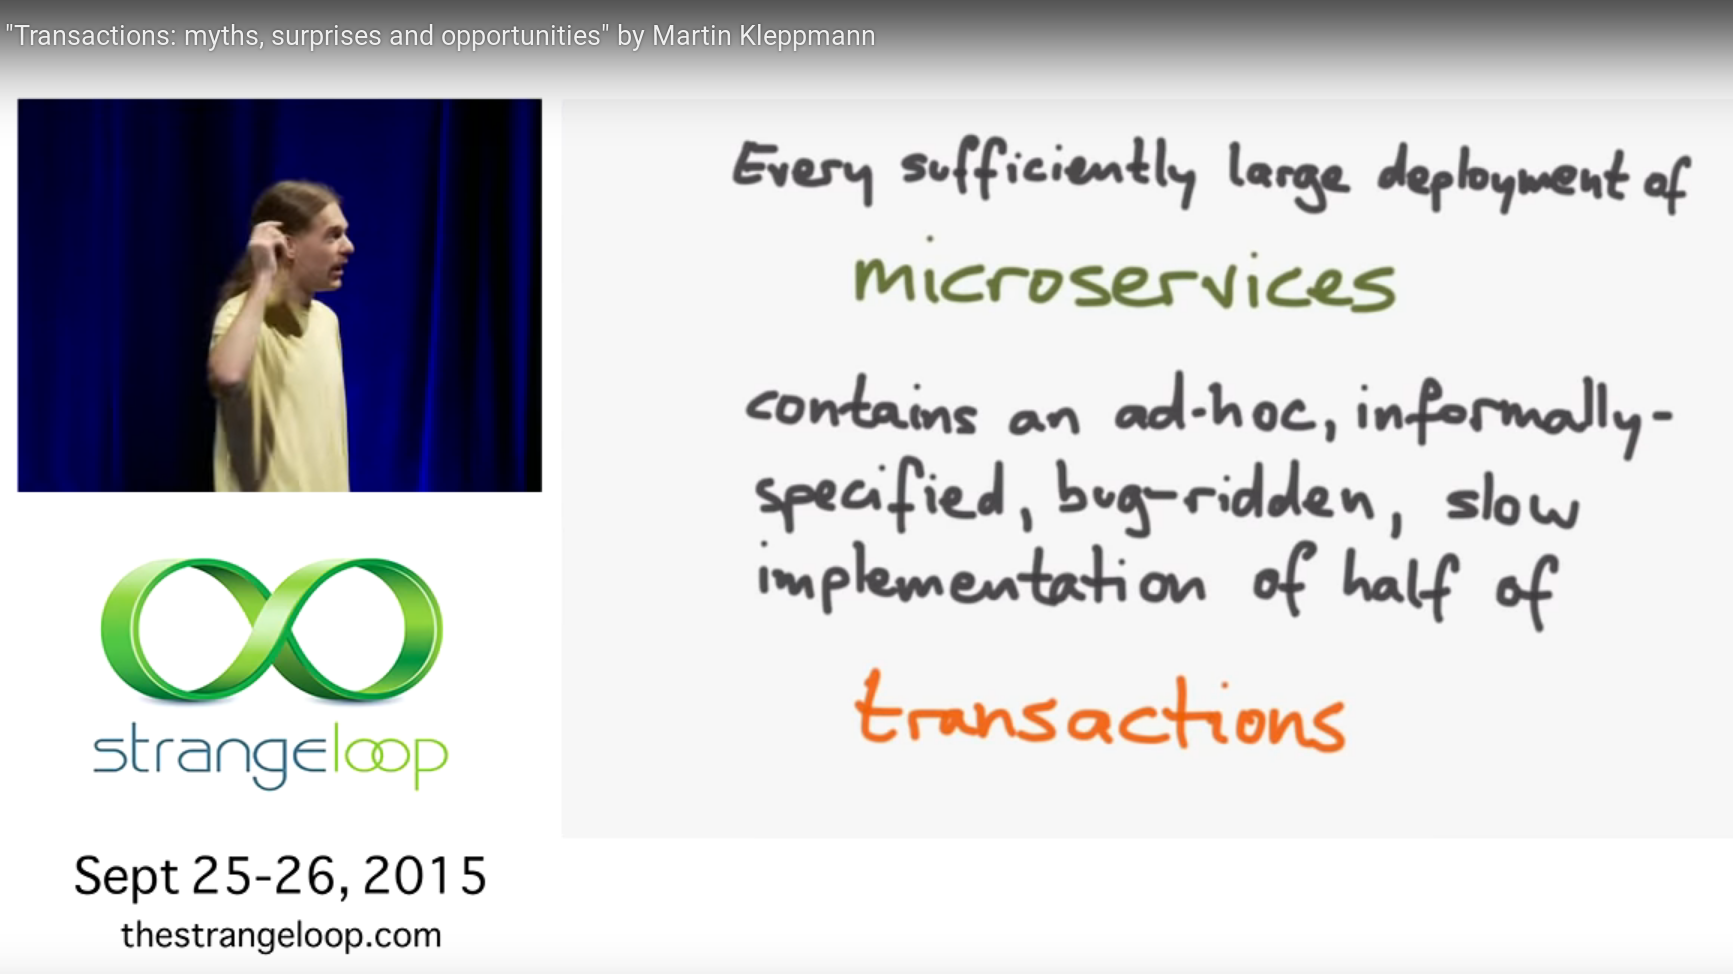 "Transactions: myths, surprises and opportunities" by Martin Kleppmann
Every sufficiently large deployment of
microservices
contains an ad-hoc, informally-
specified, bug-ridden, slow
implementation of half of
transactions
strangeloop
Sept 25-26, 2015
thestrangeloop.com